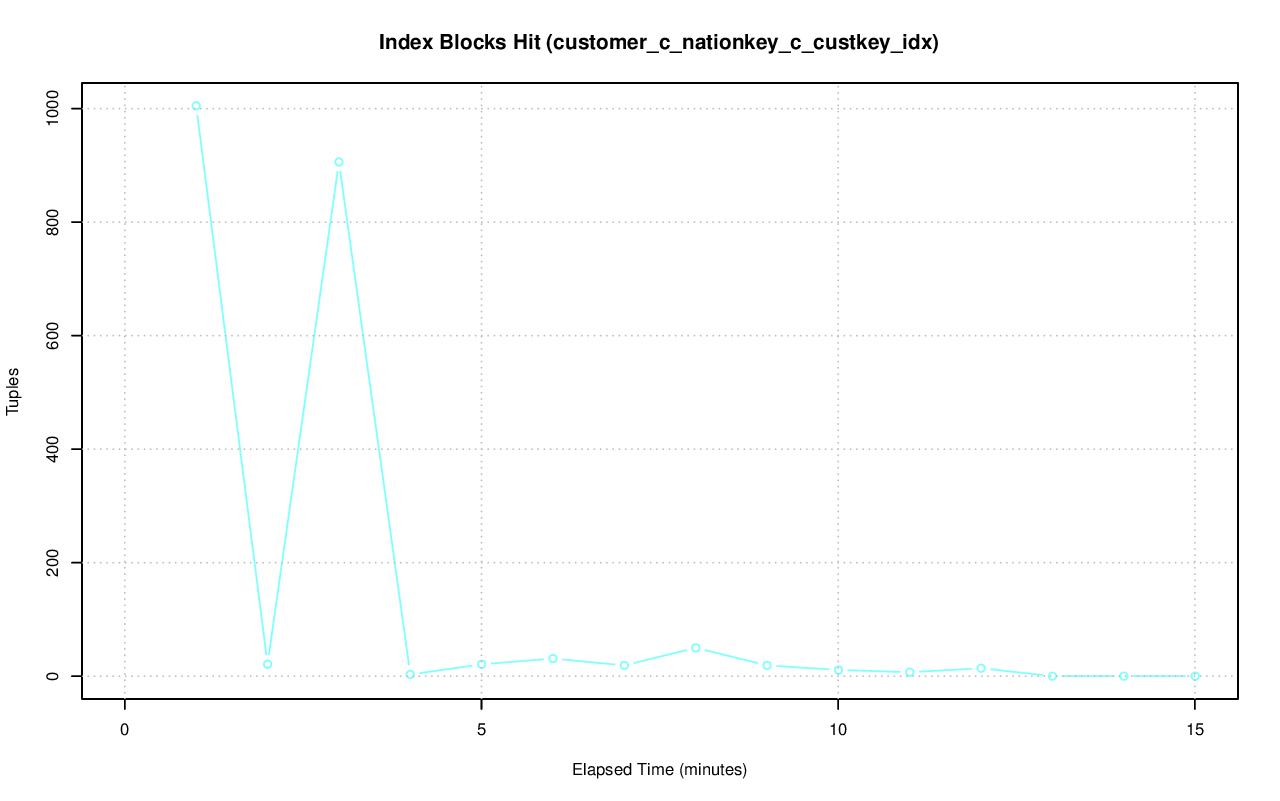 Index Blocks Hit (customer_c_nationkey_c_custkey_idx)
Tuples
1000
800
600
400
200
0
0 5 10 15
Elapsed Time (minutes)